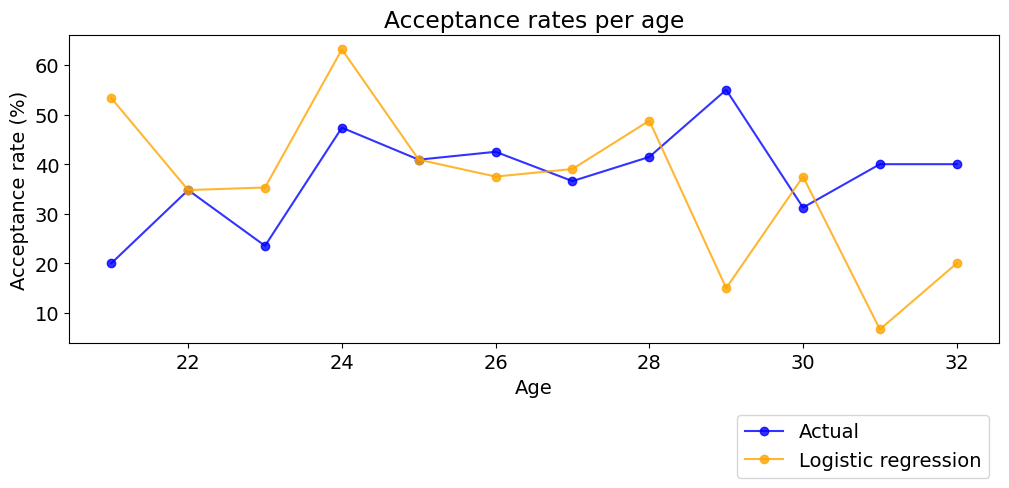 Acceptance rates per age
Acceptance rate (%)
60
50
40
30
20
10
22 24 26 28 30 32
Age
Actual
Logistic regression